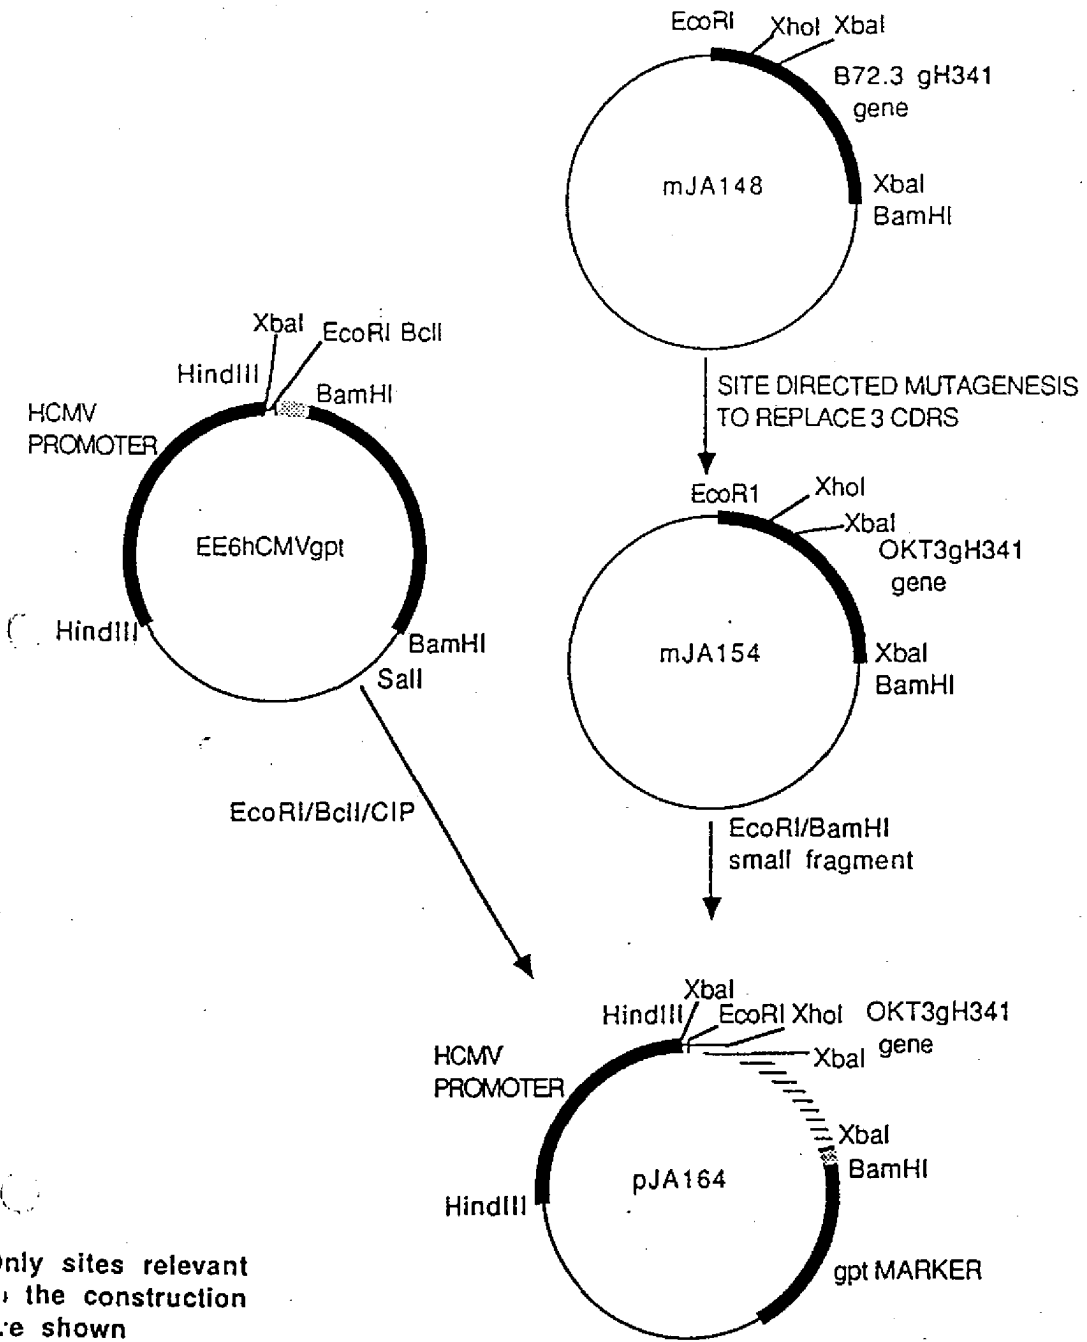 EcoRI
XhoI XbaI
B72.3 gH341
gene
mJA148
XbaI
BamHI
SITE DIRECTED MUTAGENESIS
TO REPLACE 3 CDRS
XbaI
EcoRI BclI
HindIII
BamHI
HCMV
PROMOTER
EE6hCMVgpt
HindIII
BamHI
SalI
EcoR1
XhoI
XbaI
OKT3gH341
gene
mJA154
XbaI
BamHI
EcoRI/BclI/CIP
EcoRI/BamHI
small fragment
XbaI
HindIII
EcoRI XhoI
OKT3gH341
gene
XbaI
HCMV
PROMOTER
XbaI
BamHI
pJA164
HindIII
gpt MARKER
Only sites relevant
the construction
shown